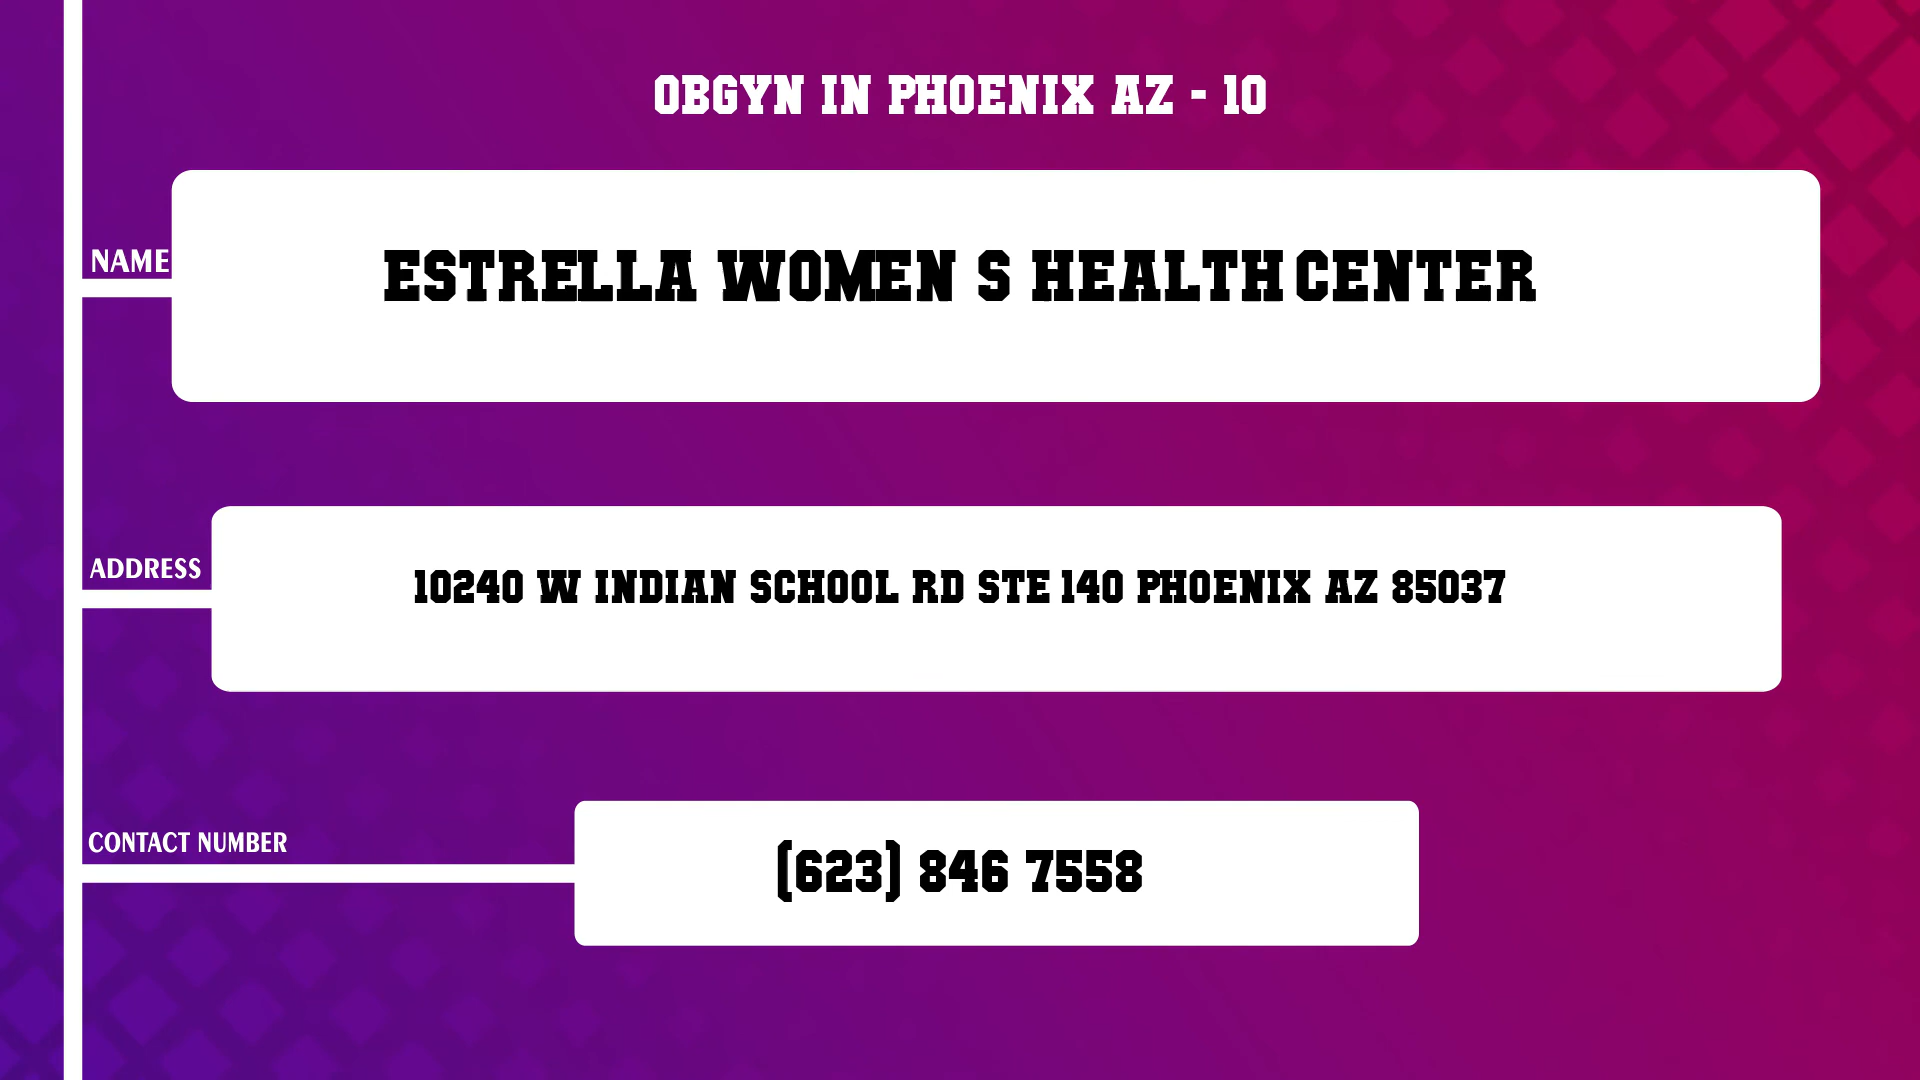 OBGYN IN PHOENIX AZ - 10
NAME
ESTRELLA WOMEN S HEALTH CENTER
ADDRESS
10240 W INDIAN SCHOOL RD STE 140 PHOENIX AZ 85037
CONTACT NUMBER
(623) 846 7558